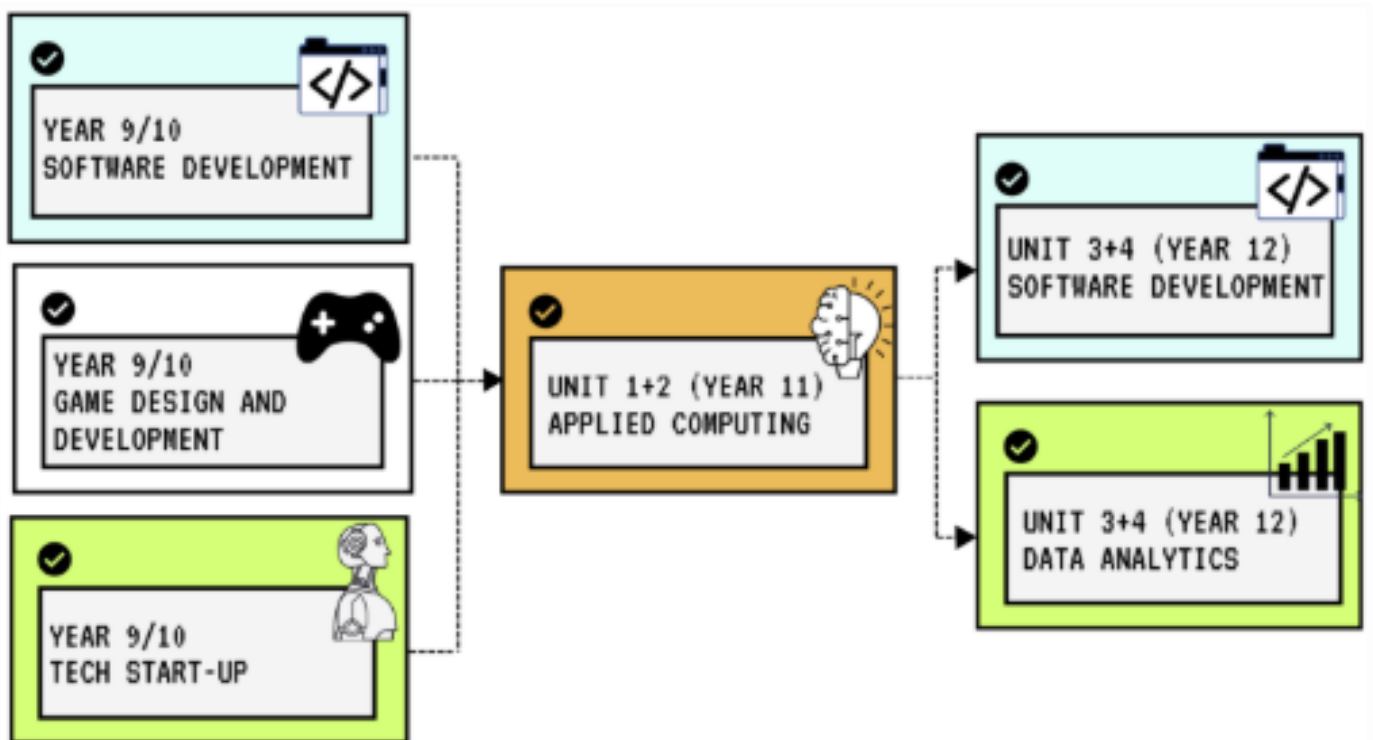 YEAR 9/10
SOFTWARE DEVELOPMENT
YEAR 9/10
GAME DESIGN AND
DEVELOPMENT
YEAR 9/10
TECH START-UP
UNIT 1+2 (YEAR 11)
APPLIED COMPUTING
UNIT 3+4 (YEAR 12)
SOFTWARE DEVELOPMENT
UNIT 3+4 (YEAR 12)
DATA ANALYTICS